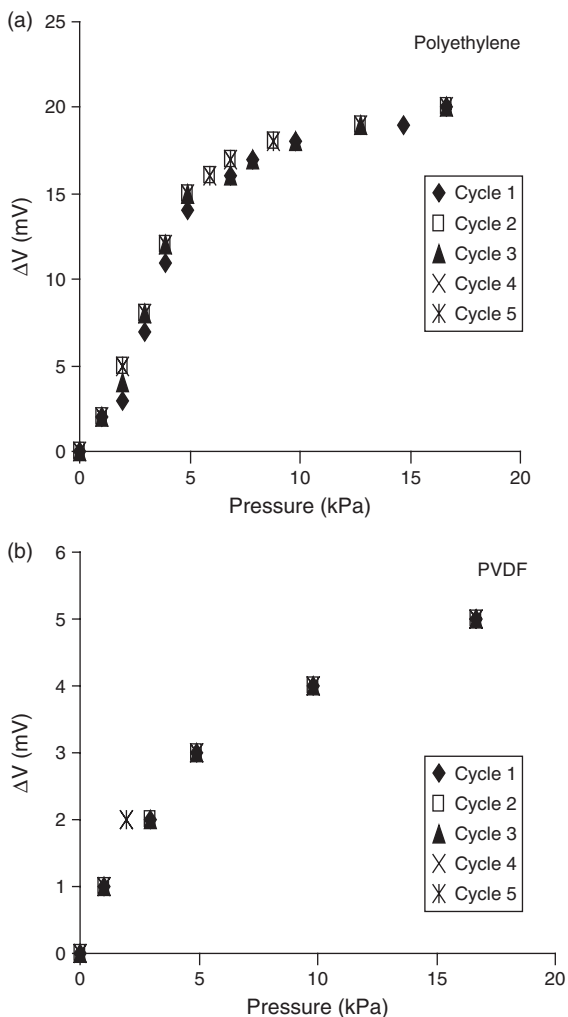 (a)
Polyethylene
25
20
15
10
5
0
ΔV (mV)
Cycle 1
Cycle 2
Cycle 3
Cycle 4
Cycle 5
0 5 10 15 20
Pressure (kPa)
(b)
PVDF
6
5
4
3
2
1
0
ΔV (mV)
Cycle 1
Cycle 2
Cycle 3
Cycle 4
Cycle 5
0 5 10 15 20
Pressure (kPa)